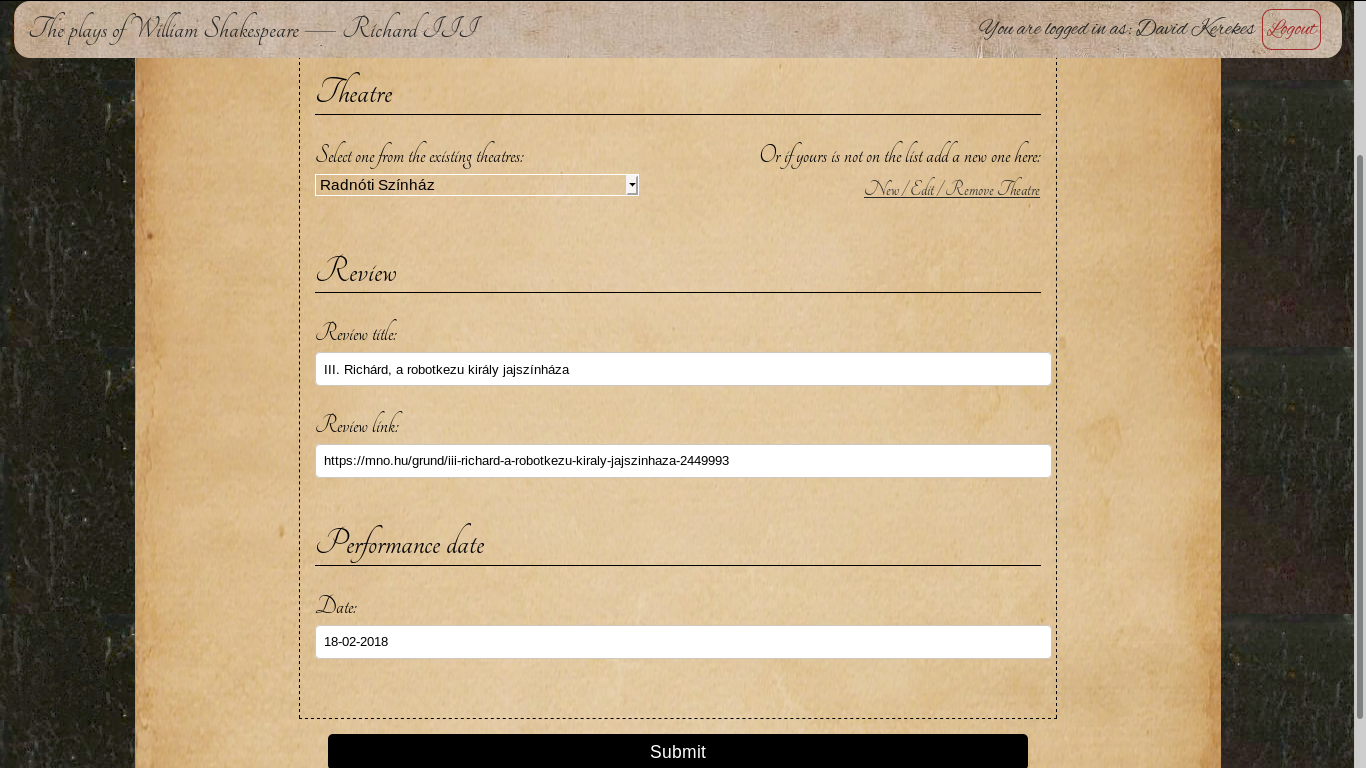 The plays of William Shakespeare — Richard III
You are logged in as: David Kerekes Logout
Theatre
Select one from the existing theatres:
Radnóti Színház
Or if yours is not on the list add a new one here:
New / Edit / Remove Theatre
Review
Review title:
III. Richárd, a robotkezu király jajszínháza
Review link:
https://mno.hu/grund/iii-richard-a-robotkezu-kiraly-jajszinhaza-2449993
Performance date
Date:
18-02-2018
Submit